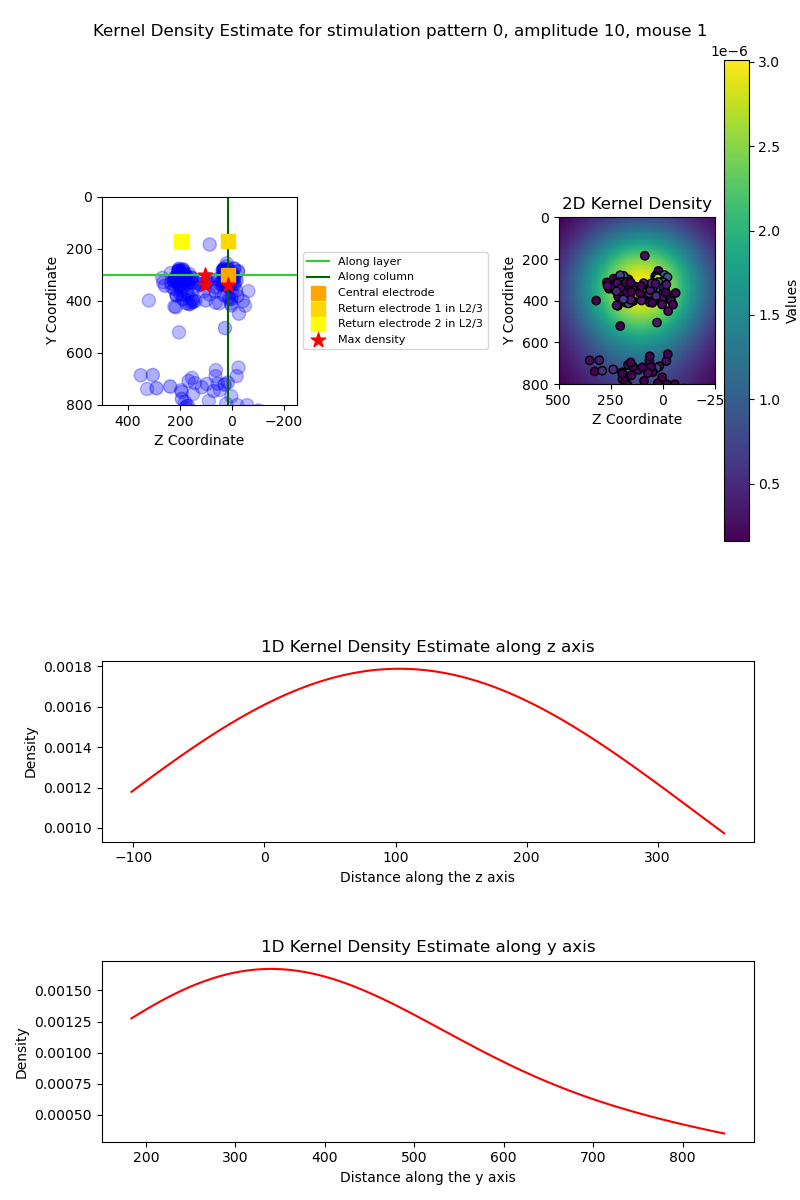 Kernel Density Estimate for stimulation pattern 0, amplitude 10, mouse 1
0
200
400
600
800
400 200 0 −200
Y Coordinate
Z Coordinate
Along layer
Along column
Central electrode
Return electrode 1 in L2/3
Return electrode 2 in L2/3
Max density
2D Kernel Density
0
200
400
600
800
500 250 0 −25
Y Coordinate
Z Coordinate
1e−6
3.0
2.5
2.0
1.5
1.0
0.5
Values
1D Kernel Density Estimate along z axis
0.0018
0.0016
0.0014
0.0012
0.0010
Density
−100 0 100 200 300
Distance along the z axis
1D Kernel Density Estimate along y axis
0.00150
0.00125
0.00100
0.00075
0.00050
Density
200 300 400 500 600 700 800
Distance along the y axis